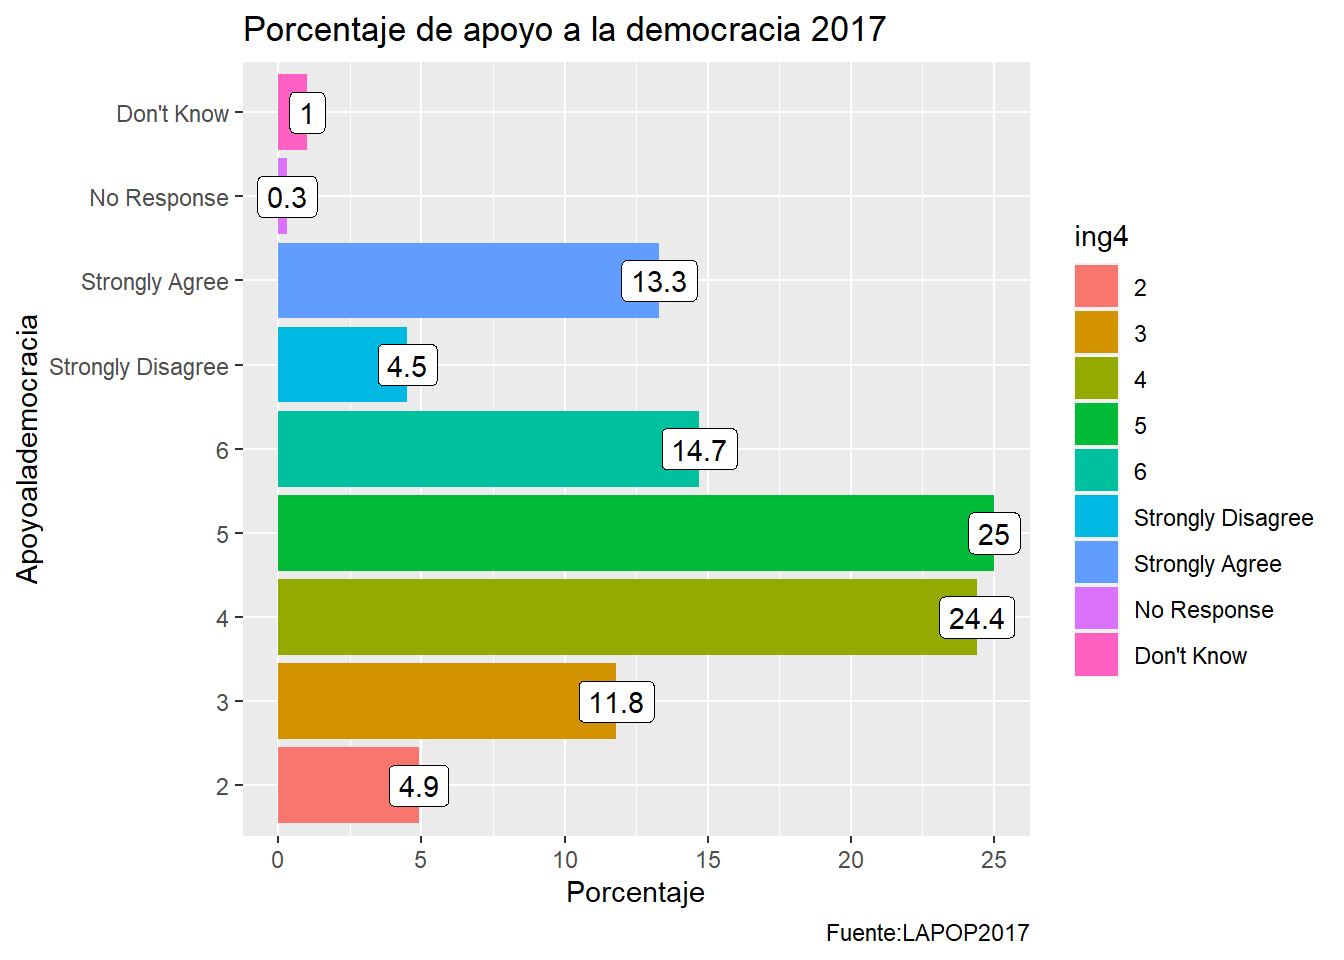 Porcentaje de apoyo a la democracia 2017
Apoyoalademocracia
Don't Know
1
No Response
0.3
Strongly Agree
13.3
Strongly Disagree
4.5
6
14.7
5
25
4
24.4
3
11.8
2
4.9
0 5 10 15 20 25
Porcentaje
Fuente:LAPOP2017
ing4
2
3
4
5
6
Strongly Disagree
Strongly Agree
No Response
Don't Know